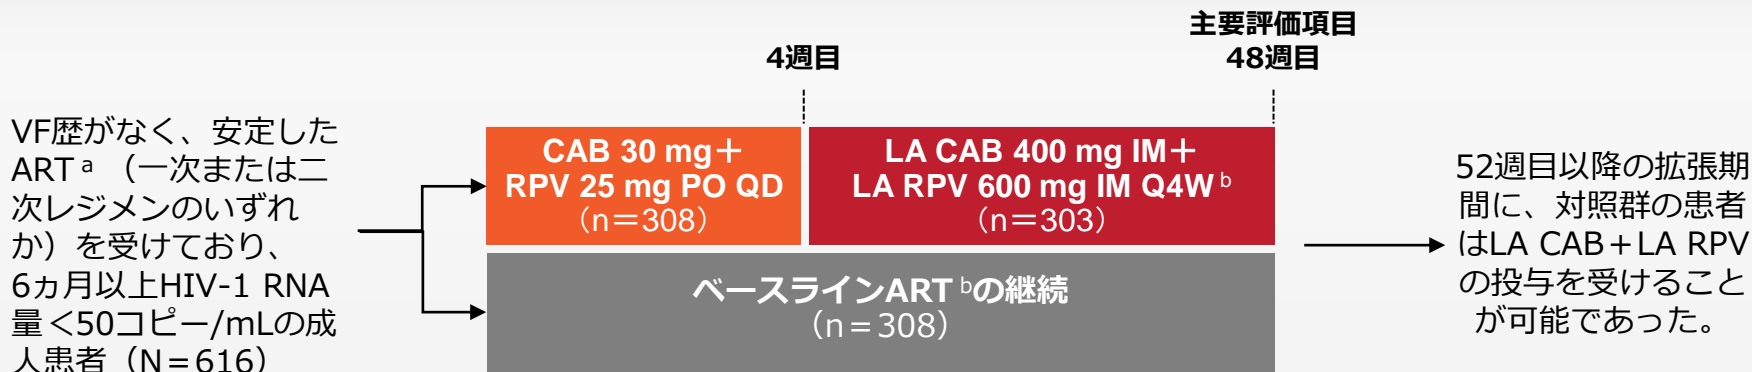 主要評価項目
4週目
48週目
VF歴がなく、安定した
ART a （一次または二
次レジメンのいずれ
か）を受けており、
6ヵ月以上HIV-1 RNA
量＜50コピー/mLの成
人患者（N＝616）
CAB 30 mg＋
RPV 25 mg PO QD
（n＝308）
LA CAB 400 mg IM＋
LA RPV 600 mg IM Q4W b
（n＝303）
ベースラインART bの継続
（n＝308）
52週目以降の拡張期
間に、対照群の患者
はLA CAB＋LA RPV
の投与を受けること
が可能であった。